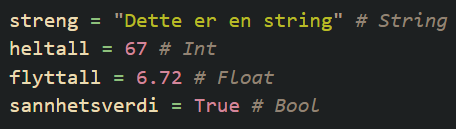 streng = "Dette er en string" # String
heltall = 67 # Int
flyttall = 6.72 # Float
sannhetsverdi = True # Bool